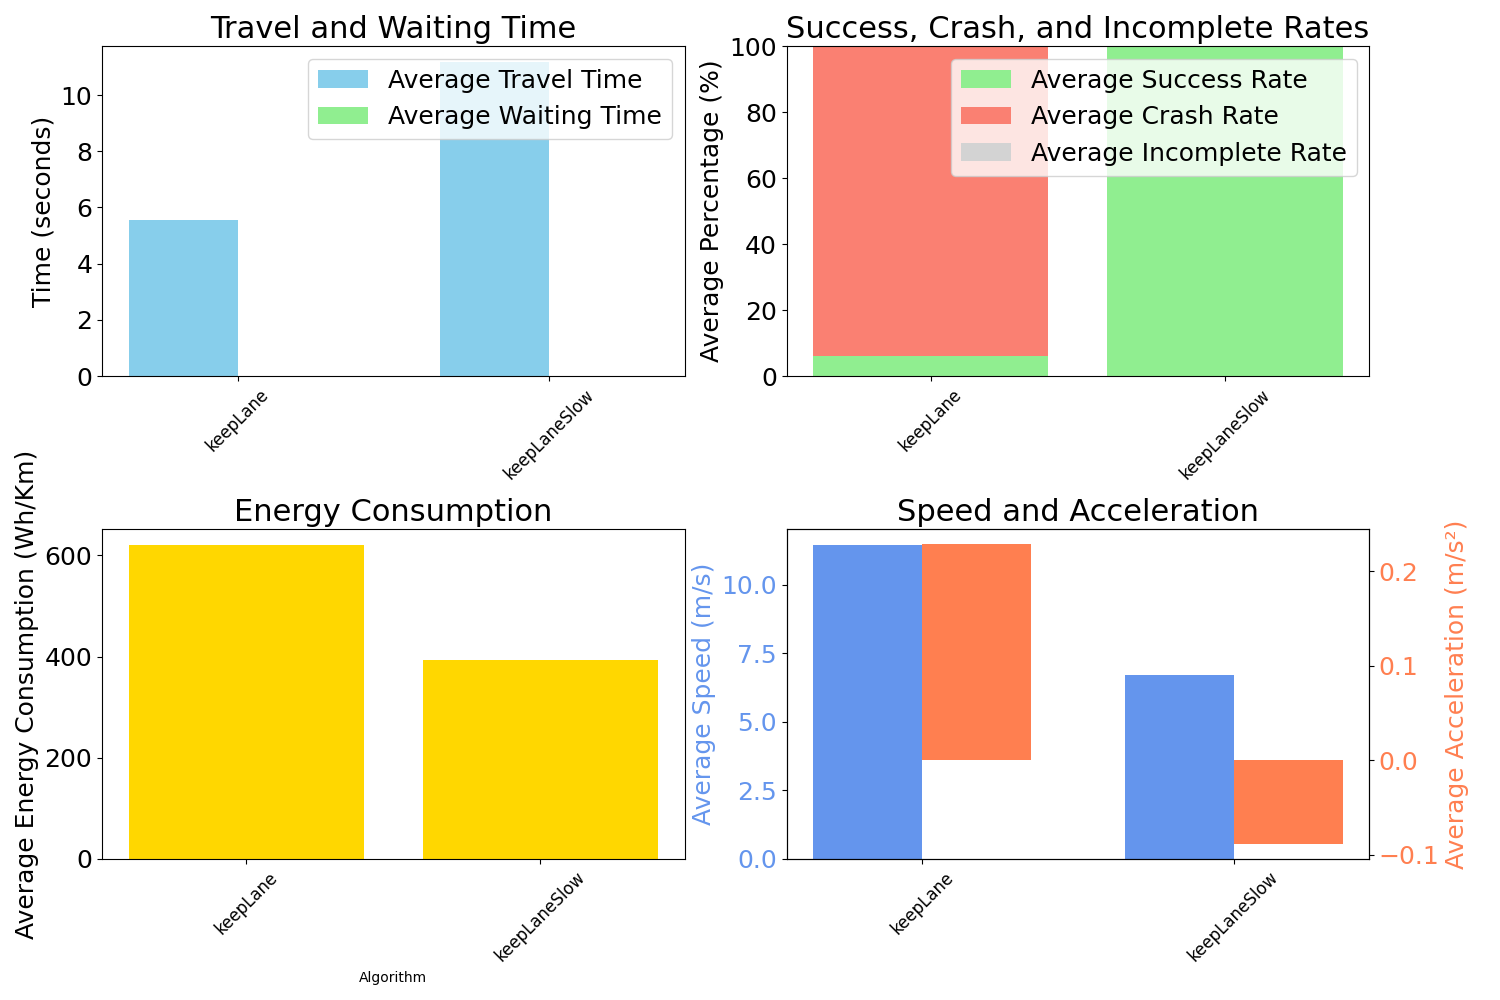 Travel and Waiting Time
Time (seconds)
10
8
6
4
2
0
Average Travel Time
Average Waiting Time
keepLane
keepLaneSlow
Success, Crash, and Incomplete Rates
Average Percentage (%)
100
80
60
40
20
0
Average Success Rate
Average Crash Rate
Average Incomplete Rate
keepLane
keepLaneSlow
Energy Consumption
Average Energy Consumption (Wh/Km)
600
400
200
0
keepLane
keepLaneSlow
Algorithm
Speed and Acceleration
Average Speed (m/s)
10.0
7.5
5.0
2.5
0.0
keepLane
keepLaneSlow
0.2
0.1
0.0
−0.1
Average Acceleration (m/s²)